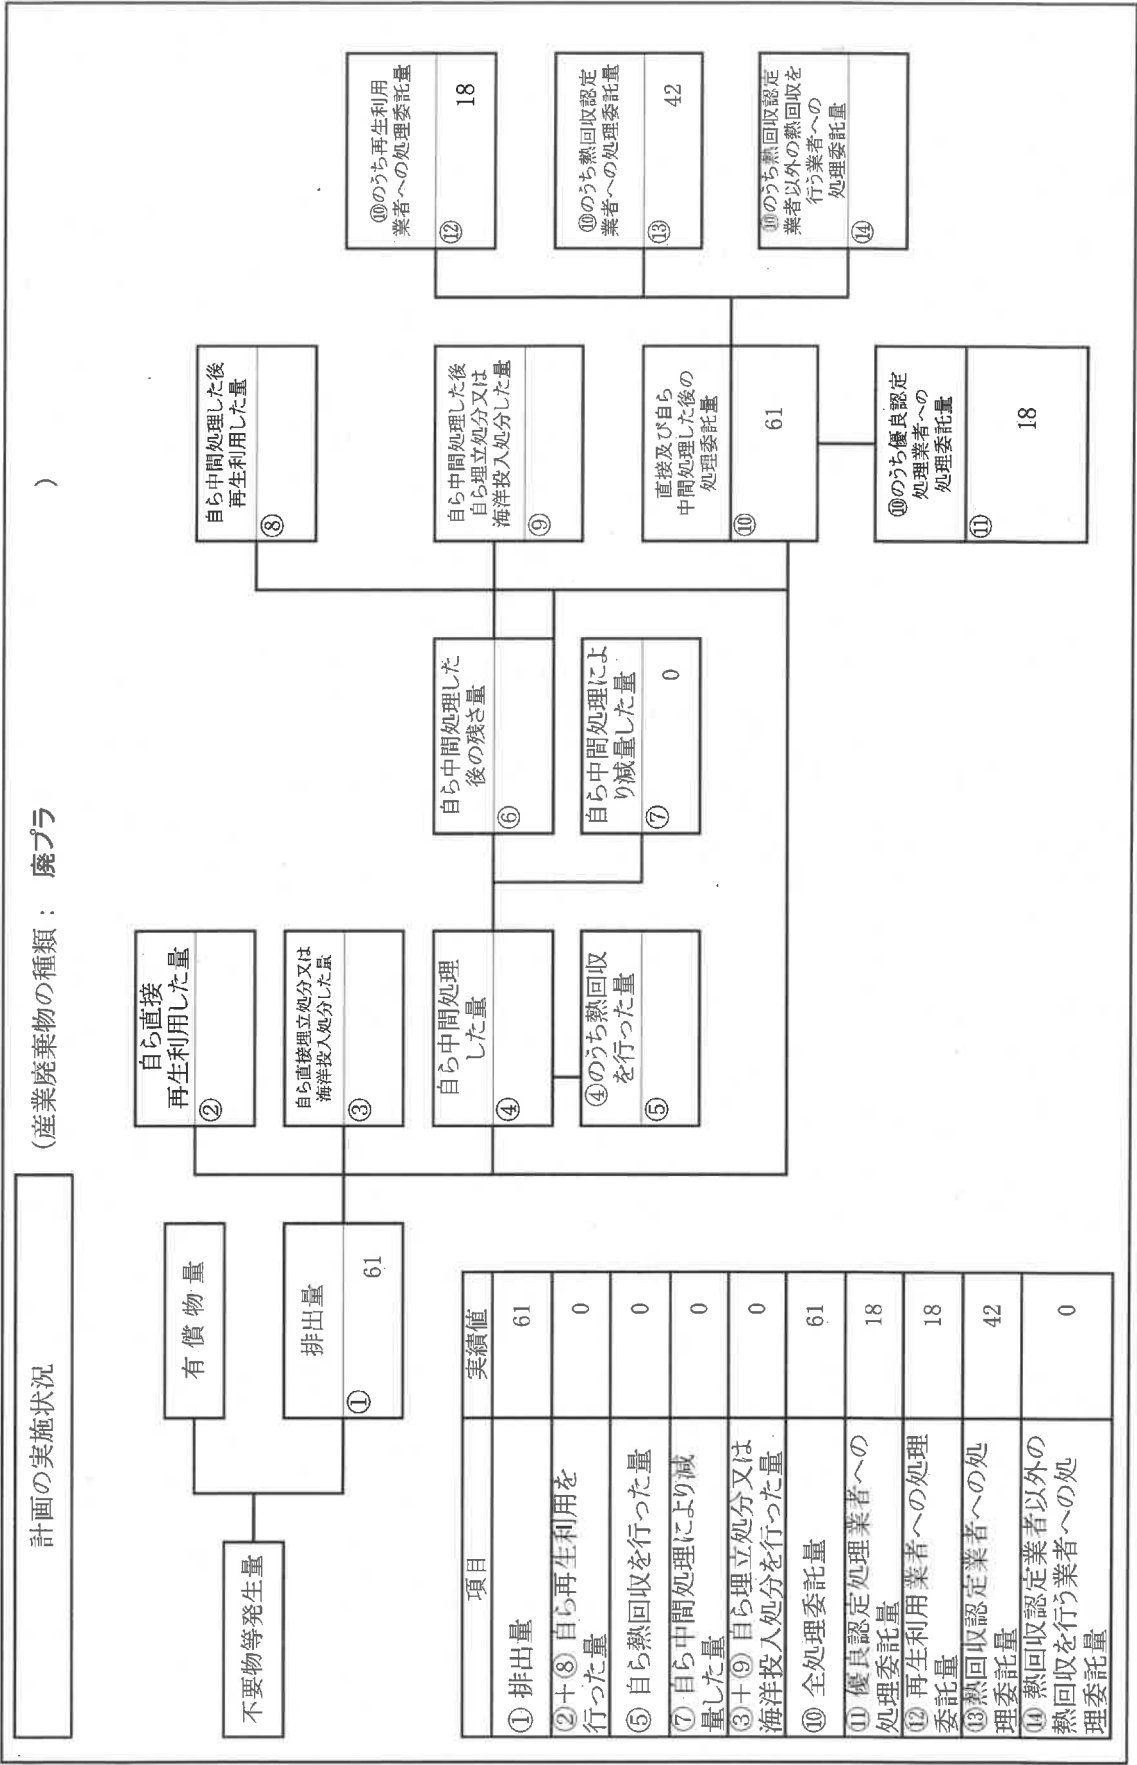 計画の実施状況
(産業廃棄物の種類： 廃プラ )
不要物等発生量
有償物量
排出量
① 61
自ら直接
再生利用した量
②
自ら直接埋立処分又は
海洋投入処分した量
③
自ら中間処理
した量
④
④のうち熱回収
を行った量
⑤
自ら中間処理した
後の残さ量
⑥
自ら中間処理によ
り減量した量
⑦ 0
自ら中間処理した後
再生利用した量
⑧
自ら中間処理した後
自ら埋立処分又は
海洋投入処分した量
⑨
直接及び自ら
中間処理した後の
処理委託量
⑩ 61
⑩のうち優良認定
処理業者への
処理委託量
⑪ 18
⑩のうち再生利用
業者への処理委託量
⑫ 18
⑩のうち熱回収認定
業者への処理委託量
⑬ 42
⑩のうち熱回収認定
業者以外の熱回収を
行う業者への
処理委託量
⑭
項目 実績値
①排出量 61
②＋⑧ 自ら再生利用を
行った量 0
⑤ 自ら熱回収を行った量 0
⑦ 自ら中間処理により減
量した量 0
③＋⑨ 自ら埋立処分又は
海洋投入処分を行った量 0
⑩ 全処理委託量 61
⑪ 優良認定処理業者への
処理委託量 18
⑫ 再生利用業者への処理
委託量 18
⑬熱回収認定業者への処
理委託量 42
⑭ 熱回収認定業者以外の
熱回収を行う業者への処
理委託量 0